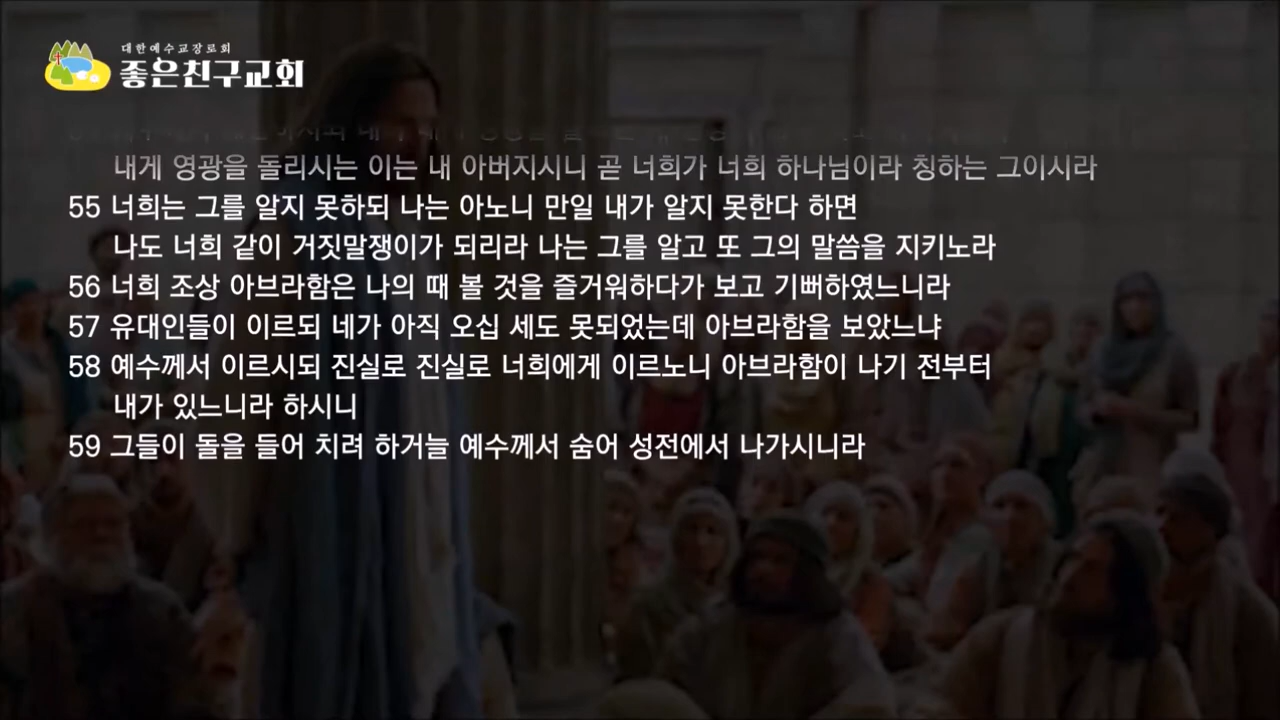 대한예수교장로회
좋은친구교회
내게 영광을 돌리시는 이는 내 아버지시니 곧 너희가 너희 하나님이라 칭하는 그이시라
55 너희는 그를 알지 못하되 나는 아노니 만일 내가 알지 못한다 하면
나도 너희 같이 거짓말쟁이가 되리라 나는 그를 알고 또 그의 말씀을 지키노라
56 너희 조상 아브라함은 나의 때 볼 것을 즐거워하다가 보고 기뻐하였느니라
57 유대인들이 이르되 네가 아직 오십 세도 못되었는데 아브라함을 보았느냐
58 예수께서 이르시되 진실로 진실로 너희에게 이르노니 아브라함이 나기 전부터
내가 있느니라 하시니
59 그들이 돌을 들어 치려 하거늘 예수께서 숨어 성전에서 나가시니라